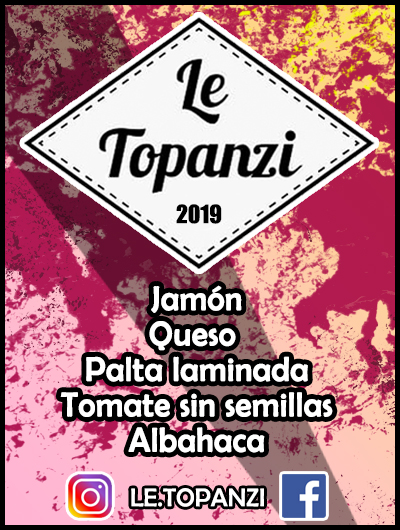 Le
Topanzi
2019
Jamón
Queso
Palta laminada
Tomate sin semillas
Albahaca
LE.TOPANZI